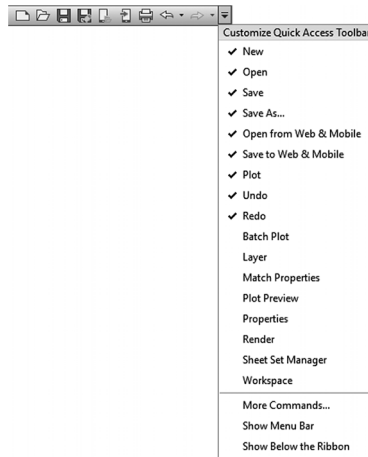 Customize Quick Access Toolbar
New
Open
Save
Save As...
Open from Web & Mobile
Save to Web & Mobile
Plot
Undo
Redo
Batch Plot
Layer
Match Properties
Plot Preview
Properties
Render
Sheet Set Manager
Workspace
More Commands...
Show Menu Bar
Show Below the Ribbon